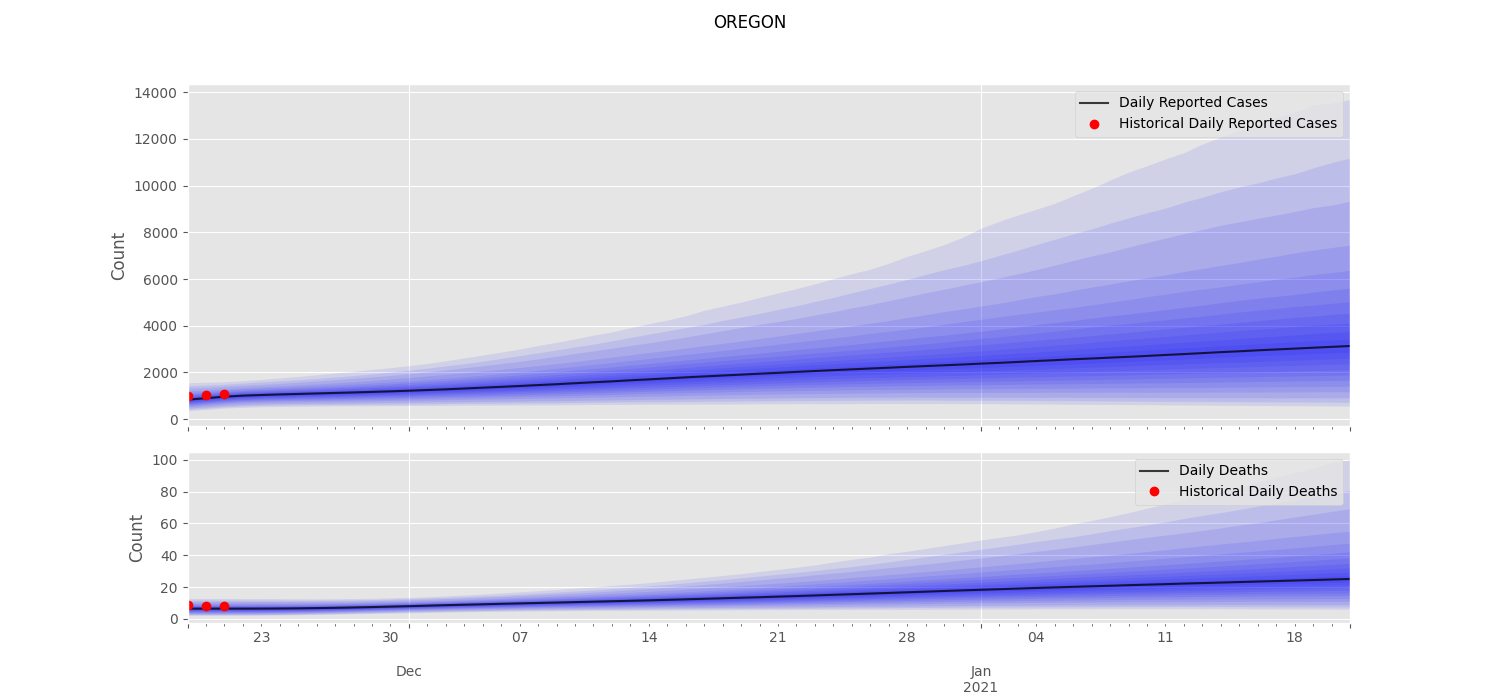 OREGON
14000
12000
10000
8000
6000
4000
2000
0
Count
Daily Reported Cases
Historical Daily Reported Cases
100
80
60
40
20
0
Count
Daily Deaths
Historical Daily Deaths
23 30 07 14 21 28 04 11 18
Dec Jan
2021